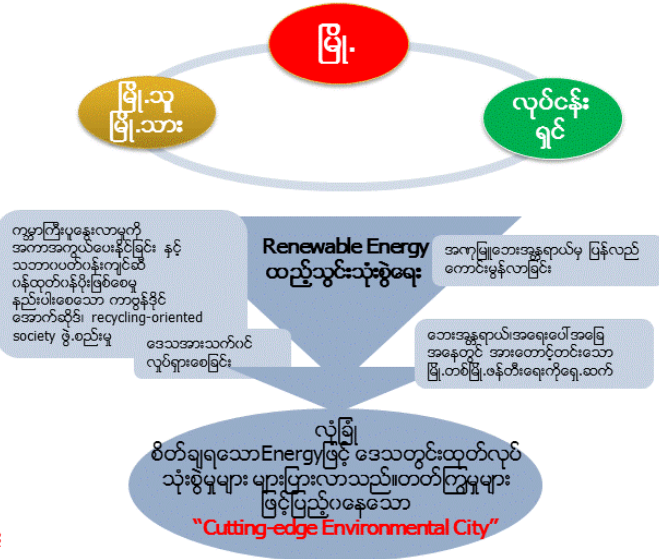 မြို့
မြို့သူ
မြို့သား
လုပ်ငန်း
ရှင်
ကမ္ဘာကြီးပူနွေးလာမှုကို
အကာအကွယ်ပေးနိုင်ခြင်း နှင့်
သဘာဝပတ်ဝန်းကျင်ဆီ
ဝန်ထုတ်ဝန်ပိုးဖြစ်စေမှု
နည်းပါးစေသော ကာဗွန်ဒိုင်
အောက်ဆိုဒ်၊ recycling-oriented
society ဖွဲ့စည်းမှု
Renewable Energy
ထည့်သွင်းသုံးစွဲရေး
အဏုမြူဘေးအန္တရာယ်မှ ပြန်လည်
ကောင်းမွန်လာခြင်း
ဒေသအားသက်ဝင်
လှုပ်ရှားစေခြင်း
ဘေးအန္တရာယ်၊အရေးပေါ်အခြေ
အနေတွင် အားတောင့်တင်းသော
မြို့တစ်မြို့ဖန်တီးရေးကိုရှေ့ဆက်
လုံခြုံ
စိတ်ချရသောEnergyဖြင့် ဒေသတွင်းထုတ်လုပ်
သုံးစွဲမှုများ များပြားလာသည်။တတ်ကြွမှုများ
ဖြင့်ပြည့်ဝနေသော
“Cutting-edge Environmental City”